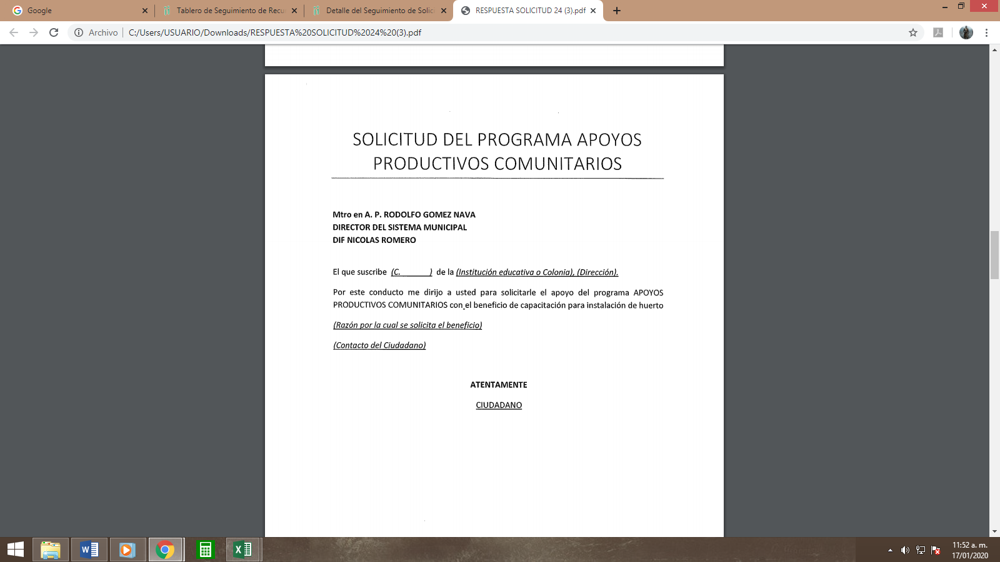 Google
Tablero de Seguimiento de Recu
Detalle del Seguimiento de Solici
RESPUESTA SOLICITUD 24 (3).pdf
Archivo
C:/Users/USUARIO/Downloads/RESPUESTA%20SOLICITUD%2024%20(3).pdf
SOLICITUD DEL PROGRAMA APOYOS
PRODUCTIVOS COMUNITARIOS
Mtro en A. P. RODOLFO GOMEZ NAVA
DIRECTOR DEL SISTEMA MUNICIPAL
DIF NICOLAS ROMERO
El que suscribe (C. _______) de la (Institución educativa o Colonia), (Dirección).
Por este conducto me dirijo a usted para solicitarle el apoyo del programa APOYOS
PRODUCTIVOS COMUNITARIOS con el beneficio de capacitación para instalación de huerto
(Razón por la cual se solicita el beneficio)
(Contacto del Ciudadano)
ATENTAMENTE
CIUDADANO
11:52 a. m.
17/01/2020